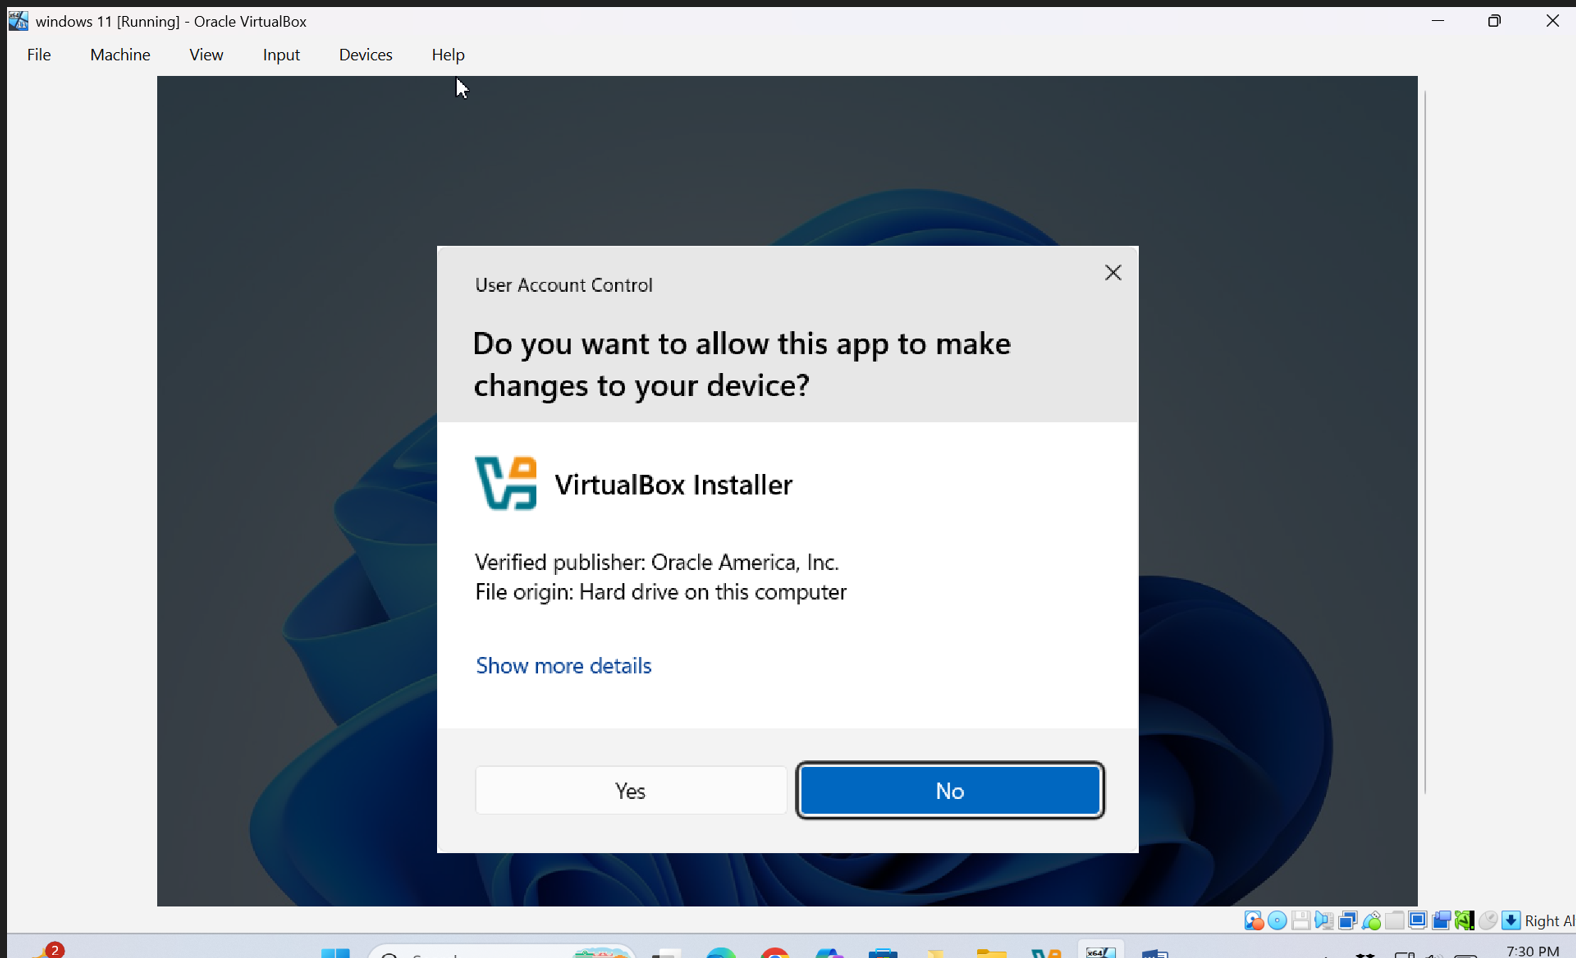 windows 11 [Running] - Oracle VirtualBox
File Machine View Input Devices Help
User Account Control
Do you want to allow this app to make
changes to your device?
VirtualBox Installer
Verified publisher: Oracle America, Inc.
File origin: Hard drive on this computer
Show more details
Yes No
Right Al
2
x64
7:30 PM